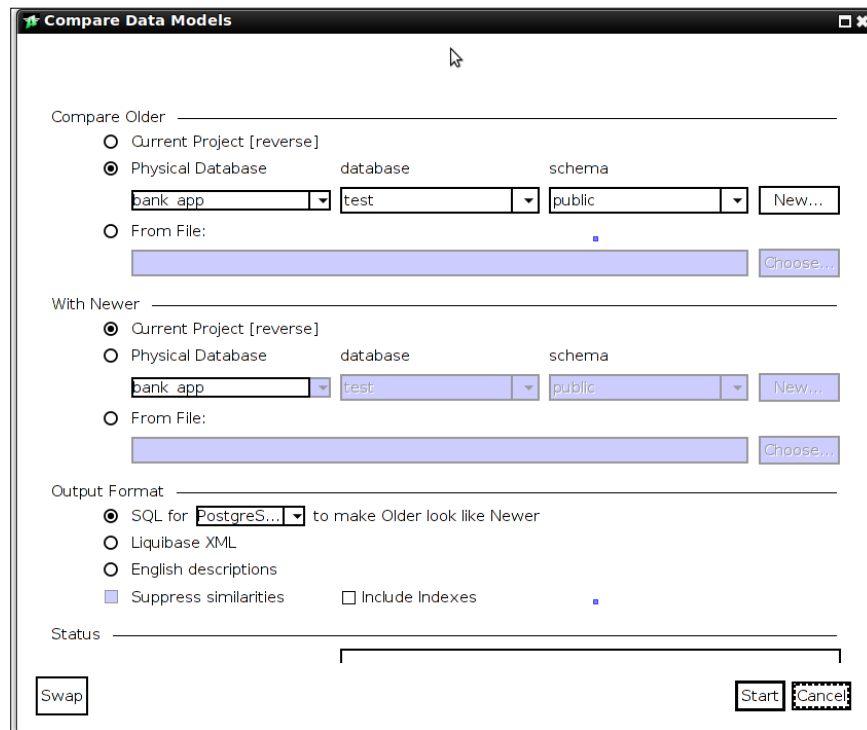 Compare Data Models
Compare Older
Current Project [reverse]
Physical Database database schema
bank_app test public New...
From File:
Choose...
With Newer
Current Project [reverse]
Physical Database database schema
bank_app test public New...
From File:
Choose...
Output Format
SQL for PostgreS... to make Older look like Newer
Liquibase XML
English descriptions
Suppress similarities Include Indexes
Status
Swap Start Cancel